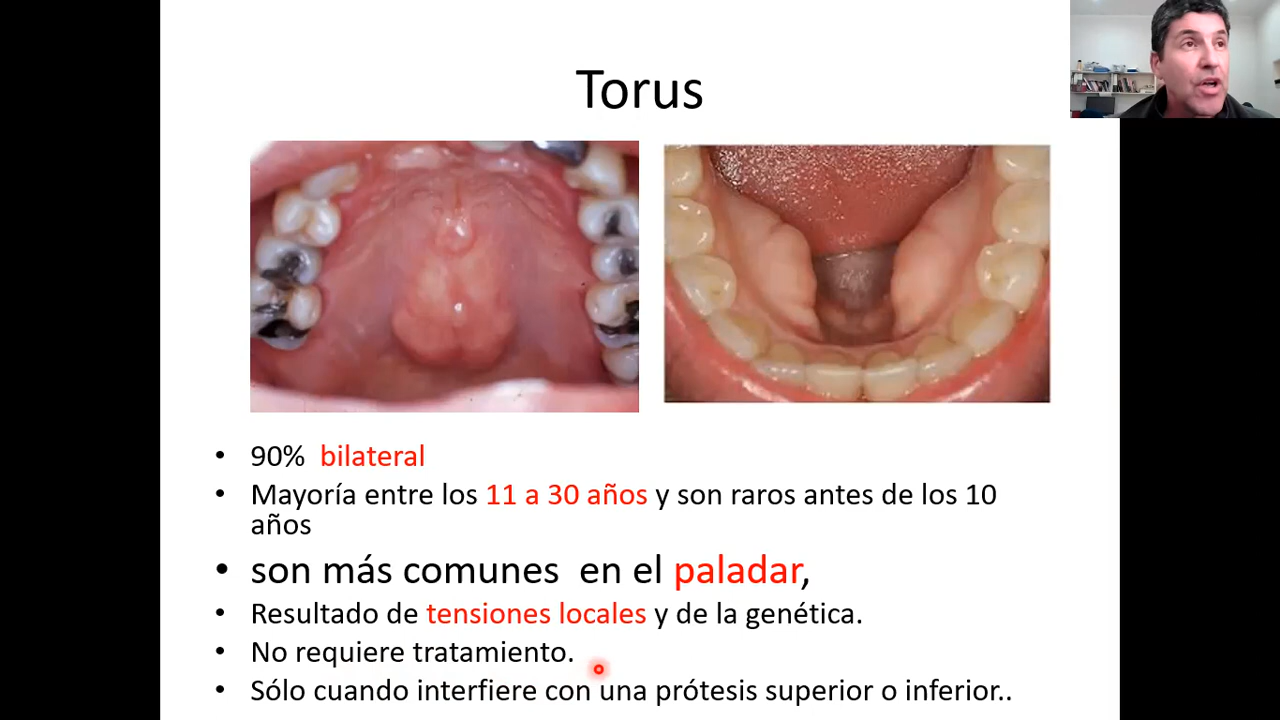 Torus
• 90% bilateral
• Mayoría entre los 11 a 30 años y son raros antes de los 10
años
• son más comunes en el paladar,
• Resultado de tensiones locales y de la genética.
• No requiere tratamiento.
• Sólo cuando interfiere con una prótesis superior o inferior..